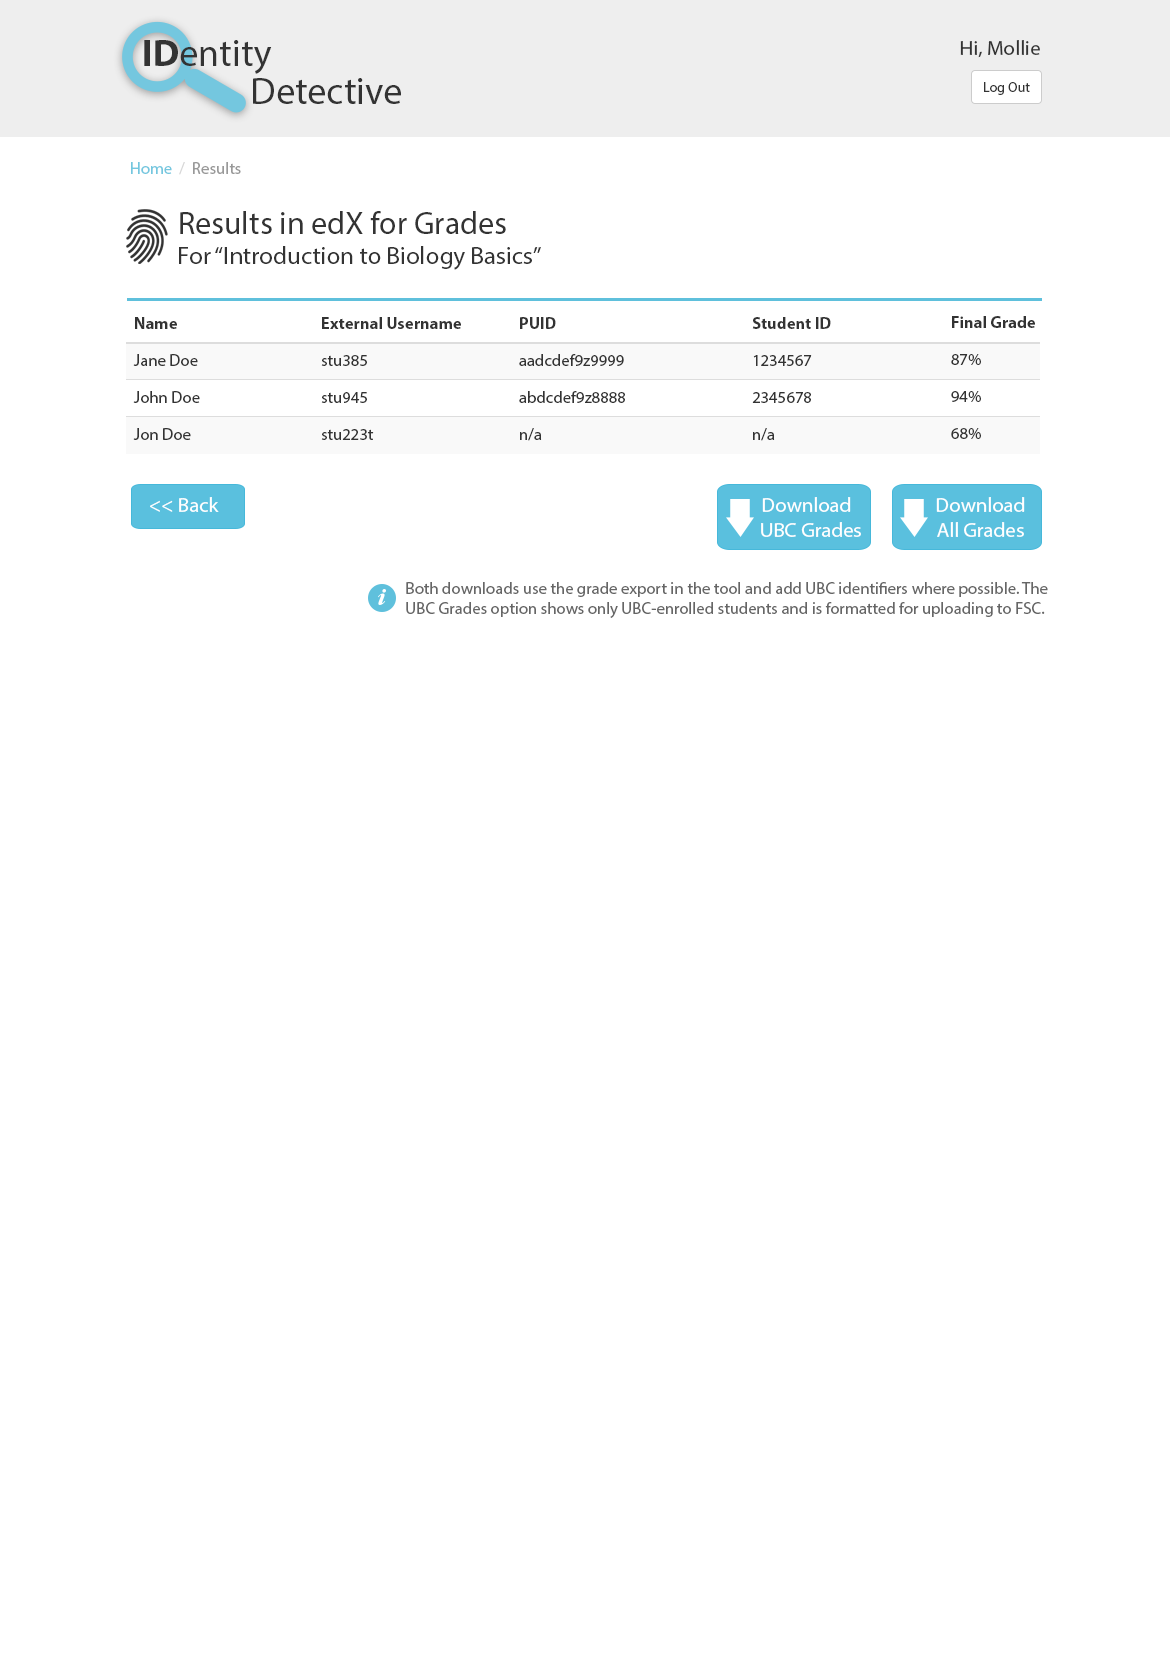 IDentity
Detective
Hi, Mollie
Log Out
Home / Results
Results in edX for Grades
For “Introduction to Biology Basics”
Name External Username PUID Student ID Final Grade
Jane Doe stu385 aadcdef9z9999 1234567 87%
John Doe stu945 abdcdef9z8888 2345678 94%
Jon Doe stu223t n/a n/a 68%
<< Back
Download
UBC Grades
Download
All Grades
i
Both downloads use the grade export in the tool and add UBC identifiers where possible. The
UBC Grades option shows only UBC-enrolled students and is formatted for uploading to FSC.